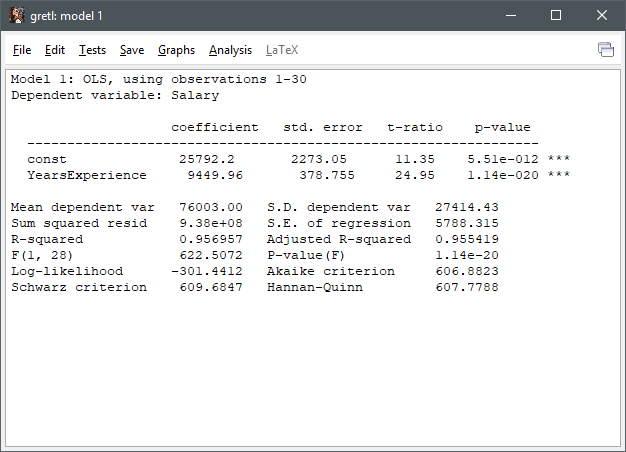 gretl: model 1
File Edit Tests Save Graphs Analysis LaTeX
Model 1: OLS, using observations 1-30
Dependent variable: Salary
coefficient std. error t-ratio p-value
----------------------------------------------------------------
const 25792.2 2273.05 11.35 5.51e-012 ***
YearsExperience 9449.96 378.755 24.95 1.14e-020 ***
Mean dependent var 76003.00 S.D. dependent var 27414.43
Sum squared resid 9.38e+08 S.E. of regression 5788.315
R-squared 0.956957 Adjusted R-squared 0.955419
F(1, 28) 622.5072 P-value(F) 1.14e-20
Log-likelihood -301.4412 Akaike criterion 606.8823
Schwarz criterion 609.6847 Hannan-Quinn 607.7788